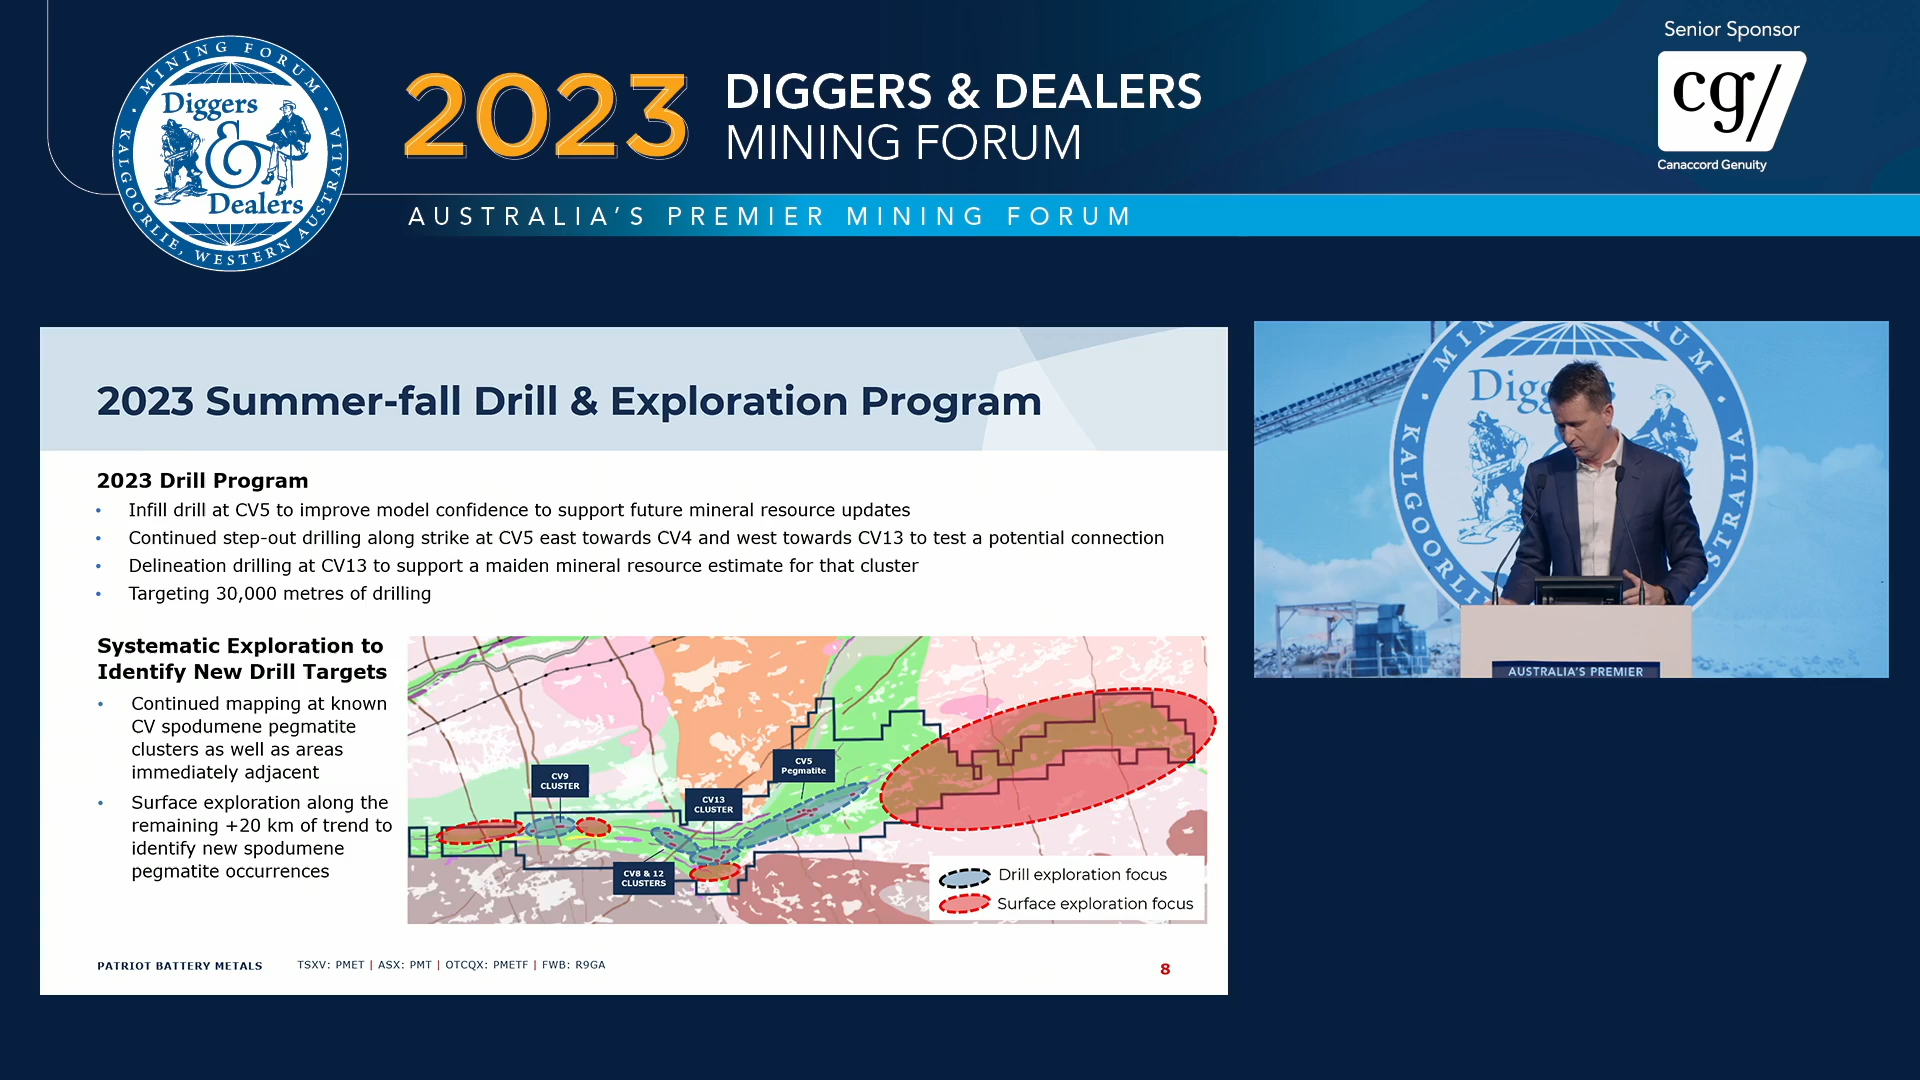 MINING FORUM
Diggers
&
Dealers
KALGOORLIE, WESTERN AUSTRALIA
2023
DIGGERS & DEALERS
MINING FORUM
AUSTRALIA'S PREMIER MINING FORUM
Senior Sponsor
cg/
Canaccord Genuity
2023 Summer-fall Drill & Exploration Program
2023 Drill Program
• Infill drill at CV5 to improve model confidence to support future mineral resource updates
• Continued step-out drilling along strike at CV5 east towards CV4 and west towards CV13 to test a potential connection
• Delineation drilling at CV13 to support a maiden mineral resource estimate for that cluster
• Targeting 30,000 metres of drilling
Systematic Exploration to
Identify New Drill Targets
• Continued mapping at known
CV spodumene pegmatite
clusters as well as areas
immediately adjacent
• Surface exploration along the
remaining +20 km of trend to
identify new spodumene
pegmatite occurrences
CV5
Pegmatite
CV9
CLUSTER
CV13
CLUSTER
CV8 & 12
CLUSTERS
Drill exploration focus
Surface exploration focus
PATRIOT BATTERY METALS
TSXV: PMET | ASX: PMT | OTCQX: PMETF | FWB: R9GA
8
AUSTRALIA'S PREMIER